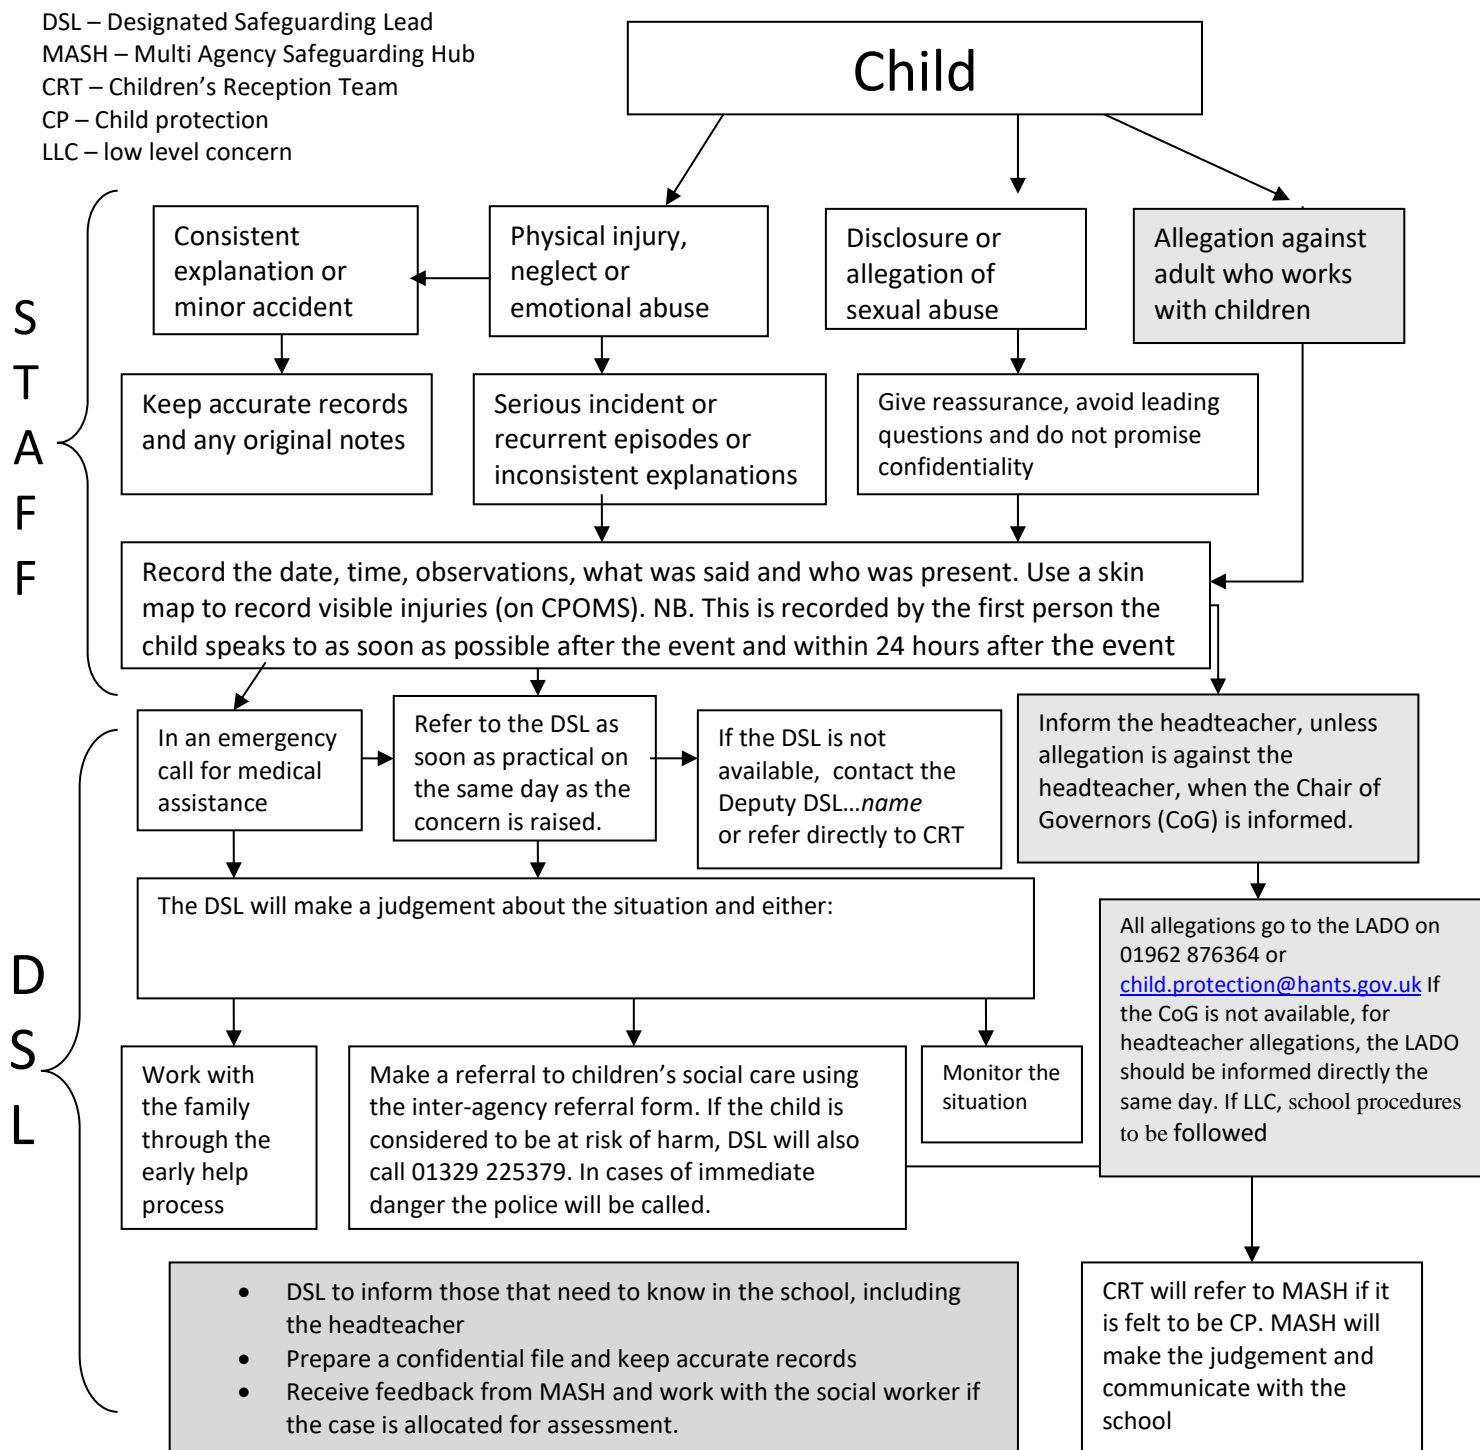 DSL – Designated Safeguarding Lead
MASH – Multi Agency Safeguarding Hub
CRT – Children's Reception Team
CP – Child protection
LLC – low level concern
Child
S
T
A
F
F
Consistent
explanation or
minor accident
Physical injury,
neglect or
emotional abuse
Disclosure or
allegation of
sexual abuse
Allegation against
adult who works
with children
Keep accurate records
and any original notes
Serious incident or
recurrent episodes or
inconsistent explanations
Give reassurance, avoid leading
questions and do not promise
confidentiality
Record the date, time, observations, what was said and who was present. Use a skin
map to record visible injuries (on CPOMS). NB. This is recorded by the first person the
child speaks to as soon as possible after the event and within 24 hours after the event
D
S
L
In an emergency
call for medical
assistance
Refer to the DSL as
soon as practical on
the same day as the
concern is raised.
If the DSL is not
available,  contact the
Deputy DSL...name
or refer directly to CRT
Inform the headteacher, unless
allegation is against the
headteacher, when the Chair of
Governors (CoG) is informed.
The DSL will make a judgement about the situation and either:
All allegations go to the LADO on
01962 876364 or
child.protection@hants.gov.uk If
the CoG is not available, for
headteacher allegations, the LADO
should be informed directly the
same day. If LLC, school procedures
to be followed
Work with
the family
through the
early help
process
Make a referral to children's social care using
the inter-agency referral form. If the child is
considered to be at risk of harm, DSL will also
call 01329 225379. In cases of immediate
danger the police will be called.
Monitor the
situation
• DSL to inform those that need to know in the school, including
the headteacher
• Prepare a confidential file and keep accurate records
• Receive feedback from MASH and work with the social worker if
the case is allocated for assessment.
CRT will refer to MASH if it
is felt to be CP. MASH will
make the judgement and
communicate with the
school